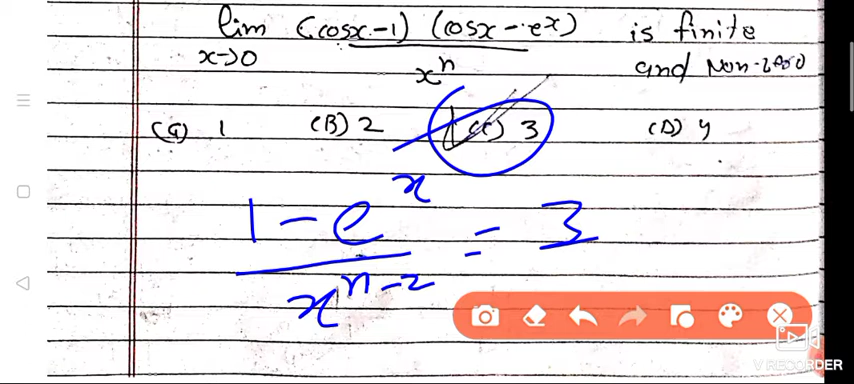 lim (cosx-1) (cosx-e^x) is finite
x→0 x^n and Non-zero
(a) 1 (B) 2 (C) 3 (D) 4
1 - e^x / x^n-2 = 3
V RECORDER